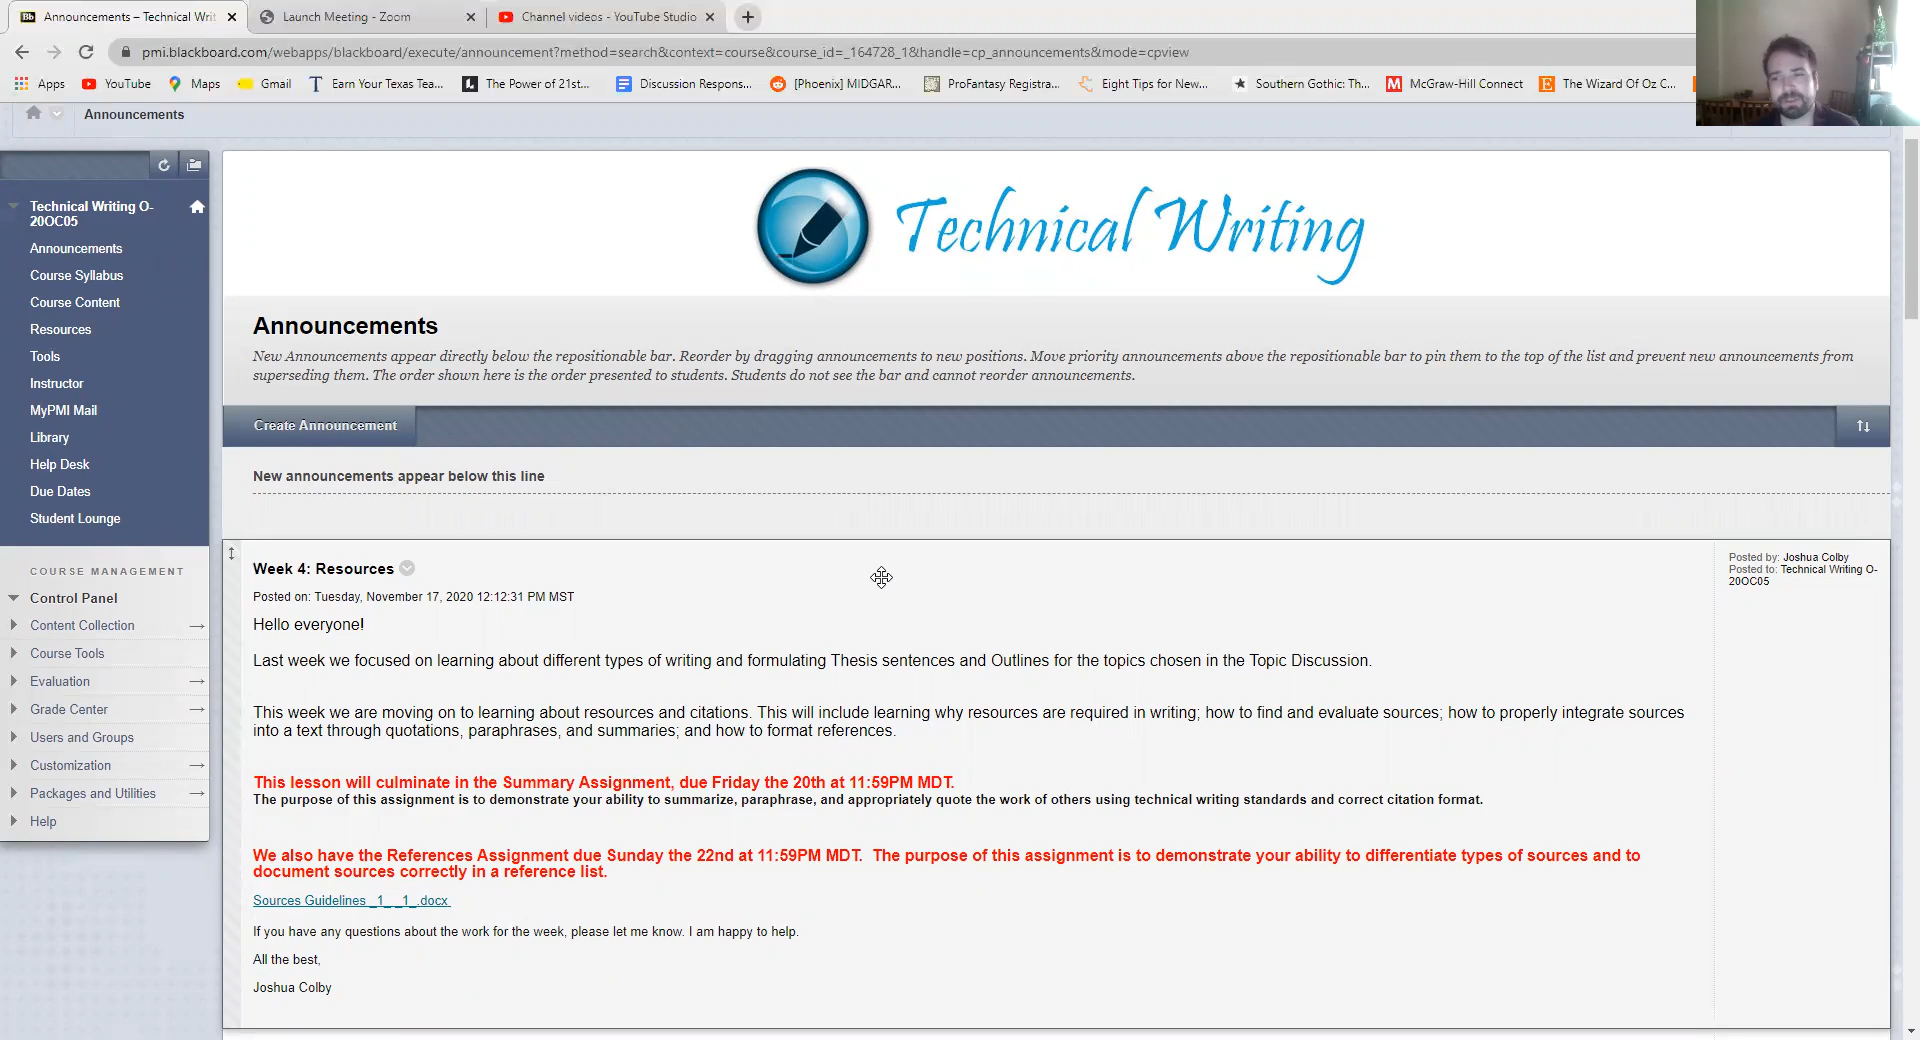 Announcements – Technical Writ
Launch Meeting - Zoom
Channel videos - YouTube Studio
pmi.blackboard.com/webapps/blackboard/execute/announcement?method=search&context=course&course_id=_164728_1&handle=cp_announcements&mode=cpview
Apps
YouTube
Maps
Gmail
Earn Your Texas Tea...
The Power of 21st...
Discussion Respons...
[Phoenix] MIDGAR...
ProFantasy Registra...
Eight Tips for New...
Southern Gothic: Th...
McGraw-Hill Connect
The Wizard Of Oz C...
Announcements
Technical Writing O-
20OC05
Announcements
Course Syllabus
Course Content
Resources
Tools
Instructor
MyPMI Mail
Library
Help Desk
Due Dates
Student Lounge
COURSE MANAGEMENT
Control Panel
Content Collection
Course Tools
Evaluation
Grade Center
Users and Groups
Customization
Packages and Utilities
Help
Technical Writing
Announcements
New Announcements appear directly below the repositionable bar. Reorder by dragging announcements to new positions. Move priority announcements above the repositionable bar to pin them to the top of the list and prevent new announcements from
superseding them. The order shown here is the order presented to students. Students do not see the bar and cannot reorder announcements.
Create Announcement
New announcements appear below this line
Week 4: Resources
Posted on: Tuesday, November 17, 2020 12:12:31 PM MST
Hello everyone!
Last week we focused on learning about different types of writing and formulating Thesis sentences and Outlines for the topics chosen in the Topic Discussion.
This week we are moving on to learning about resources and citations. This will include learning why resources are required in writing; how to find and evaluate sources; how to properly integrate sources
into a text through quotations, paraphrases, and summaries; and how to format references.
This lesson will culminate in the Summary Assignment, due Friday the 20th at 11:59PM MDT.
The purpose of this assignment is to demonstrate your ability to summarize, paraphrase, and appropriately quote the work of others using technical writing standards and correct citation format.
We also have the References Assignment due Sunday the 22nd at 11:59PM MDT. The purpose of this assignment is to demonstrate your ability to differentiate types of sources and to
document sources correctly in a reference list.
Sources Guidelines _1_ _1_.docx
If you have any questions about the work for the week, please let me know. I am happy to help.
All the best,
Joshua Colby
Posted by: Joshua Colby
Posted to: Technical Writing O-
20OC05